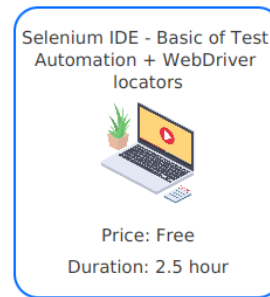 Selenium IDE - Basic of Test
Automation + WebDriver
locators
Price: Free
Duration: 2.5 hour